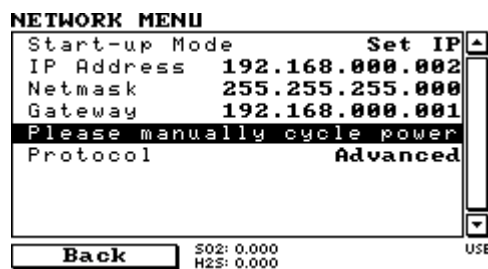 NETWORK MENU
Start-up Mode Set IP
IP Address 192.168.000.002
Netmask 255.255.255.000
Gateway 192.168.000.001
Please manually cycle power
Protocol Advanced
Back
SO2: 0.000
H2S: 0.000
USE